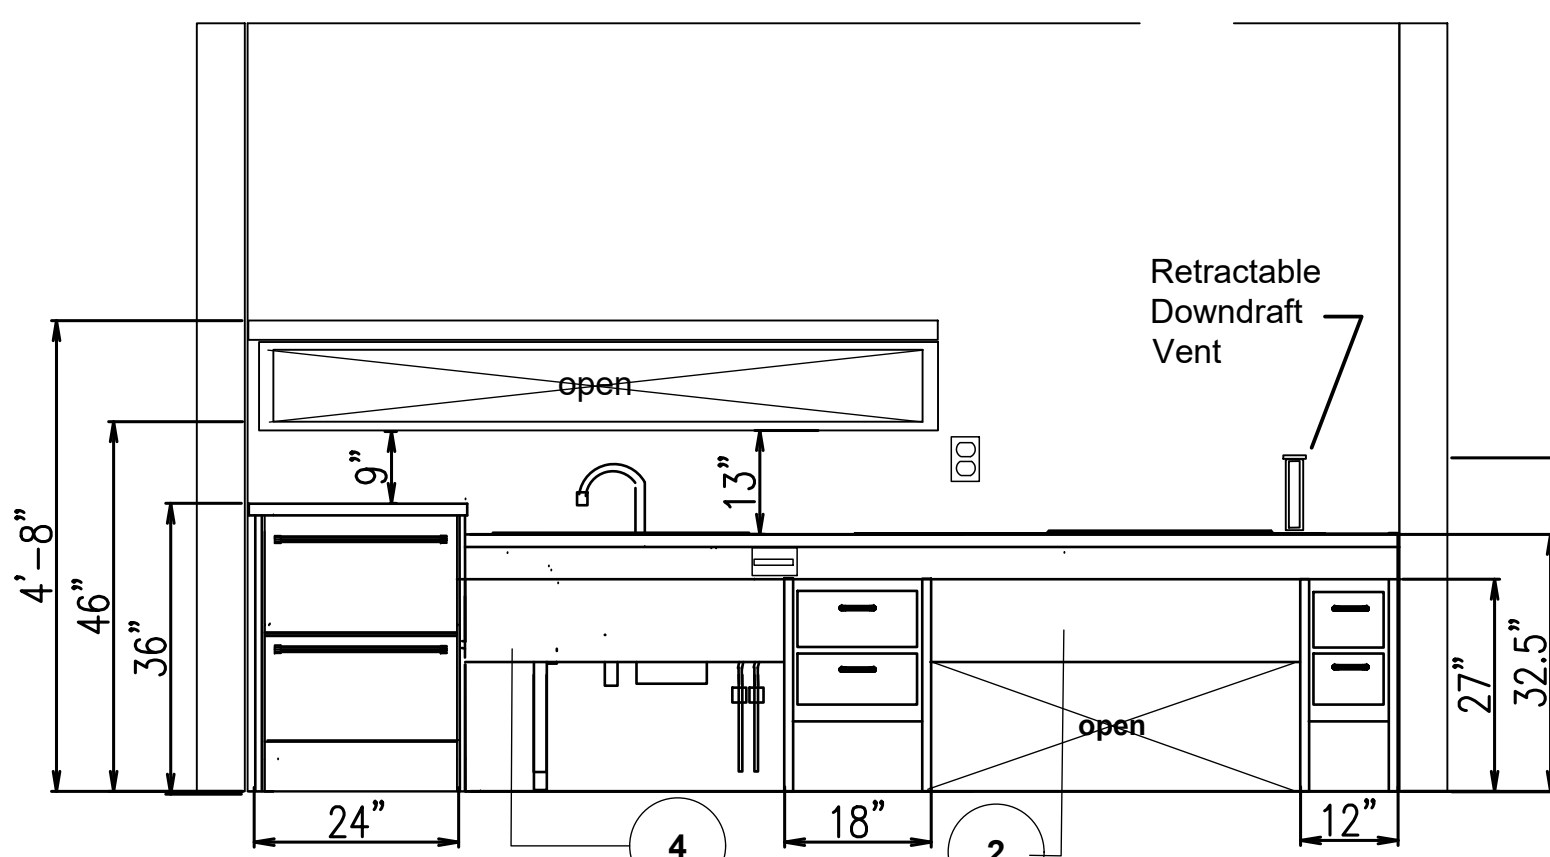 Retractable
Downdraft
Vent
open
9”
13”
4’-8”
46”
36”
27”
32.5”
open
24”
18”
12”
4
2